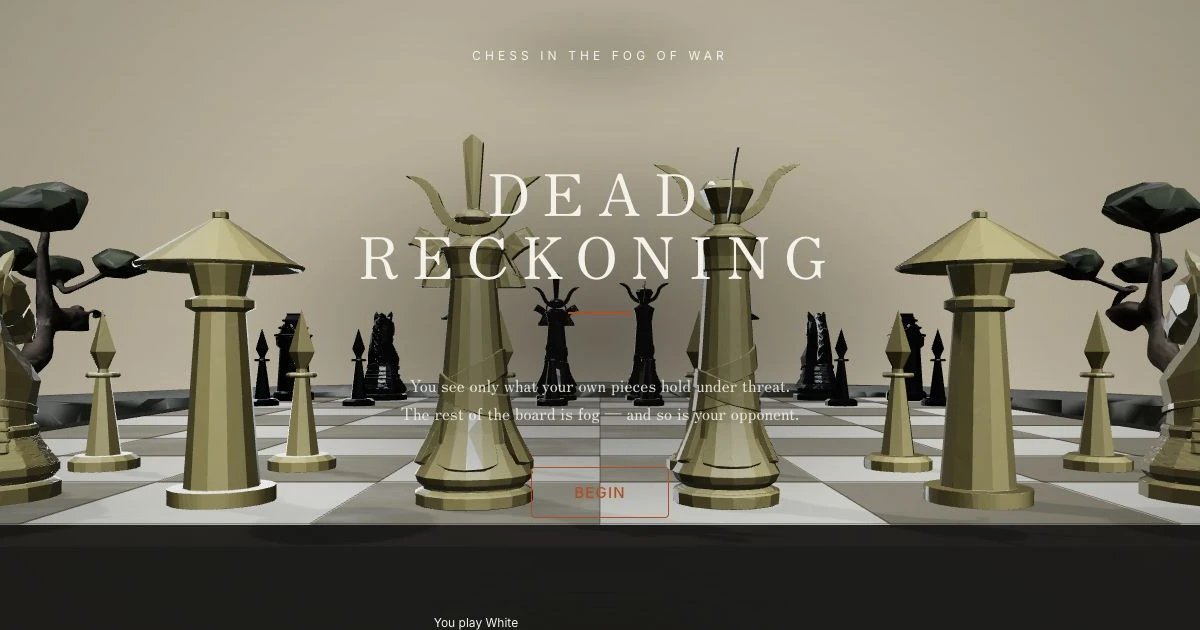 CHESS IN THE FOG OF WAR
DEAD
RECKONING
You see only what your own pieces hold under threat.
The rest of the board is fog — and so is your opponent.
BEGIN
You play White